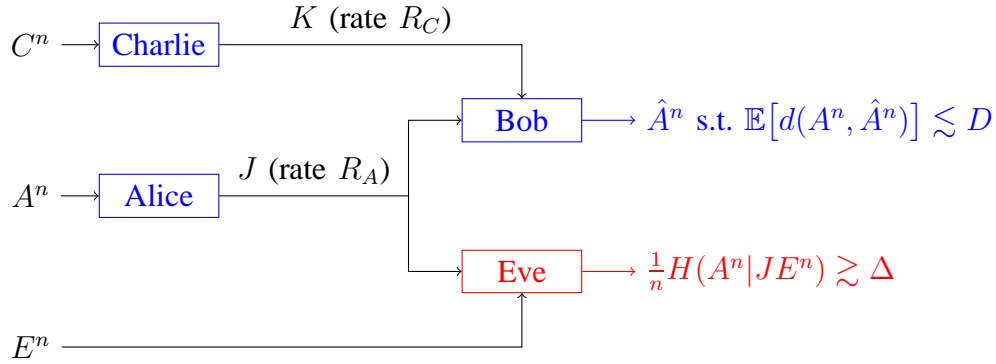 K (rate R_C)
C^n
Charlie
Bob
Â^n s.t. 𝔼[d(A^n, Â^n)] ≲ D
J (rate R_A)
A^n
Alice
Eve
1/n H(A^n|JE^n) ≳ Δ
E^n